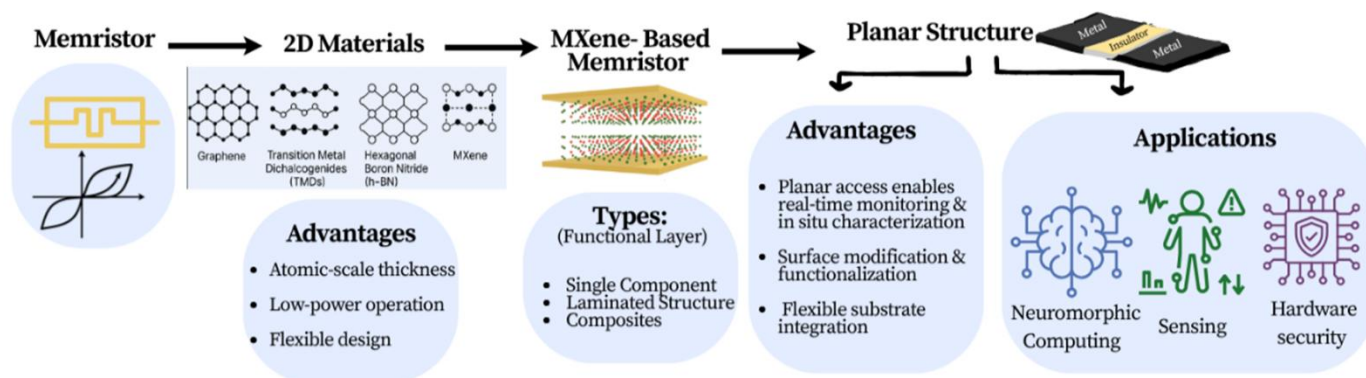 Memristor
2D Materials
Graphene
Transition Metal
Dichalcogenides
(TMDs)
Hexagonal
Boron Nitride
(h-BN)
MXene
Advantages
• Atomic-scale thickness
• Low-power operation
• Flexible design
MXene- Based
Memristor
Types:
(Functional Layer)
• Single Component
• Laminated Structure
• Composites
Planar Structure
Metal
Insulator
Metal
Advantages
• Planar access enables
real-time monitoring &
in situ characterization
• Surface modification &
functionalization
• Flexible substrate
integration
Applications
Neuromorphic
Computing
Sensing
Hardware
security